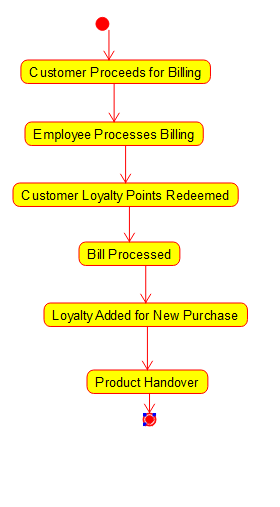 Customer Proceeds for Billing
Employee Processes Billing
Customer Loyalty Points Redeemed
Bill Processed
Loyalty Added for New Purchase
Product Handover